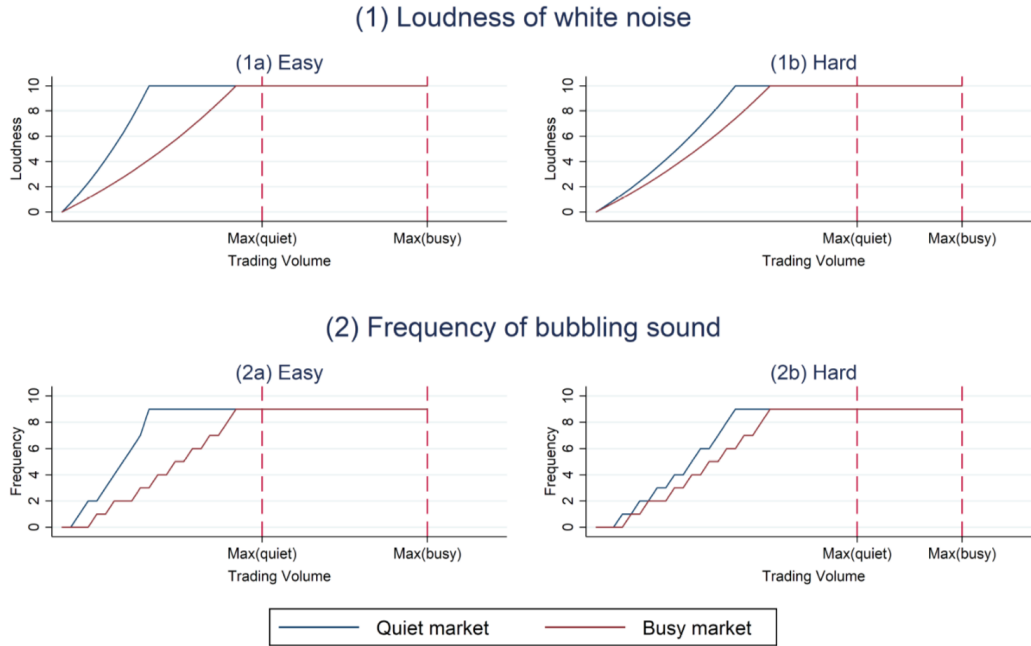 (1) Loudness of white noise
(1a) Easy
Loudness
0
2
4
6
8
10
Max(quiet)
Max(busy)
Trading Volume
(1b) Hard
Loudness
0
2
4
6
8
10
Max(quiet)
Max(busy)
Trading Volume
(2) Frequency of bubbling sound
(2a) Easy
Frequency
0
2
4
6
8
10
Max(quiet)
Max(busy)
Trading Volume
(2b) Hard
Frequency
0
2
4
6
8
10
Max(quiet)
Max(busy)
Trading Volume
Quiet market
Busy market